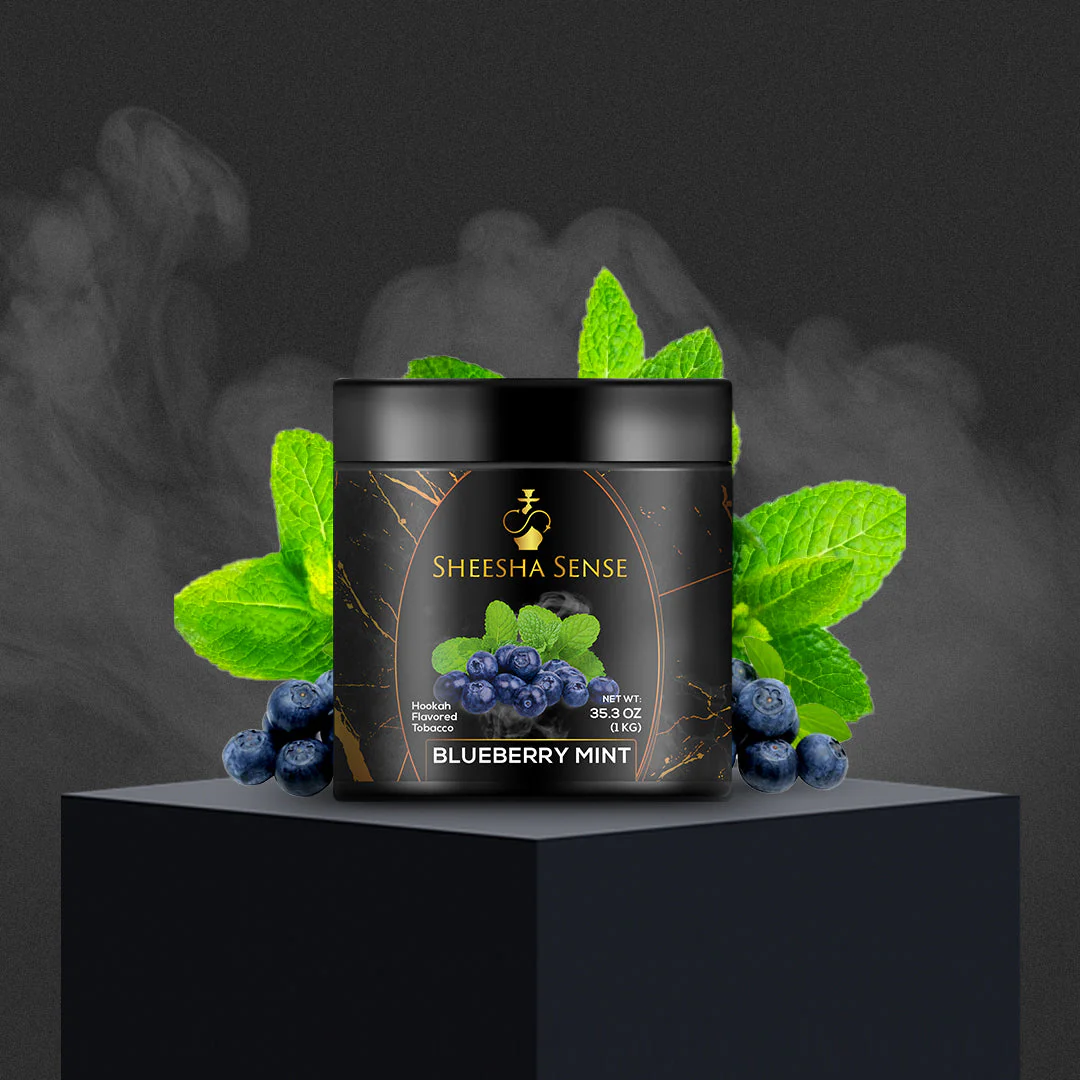 SHEESHA SENSE
Hookah
Flavored
Tobacco
NET WT:
35.3 OZ
(1 KG)
BLUEBERRY MINT